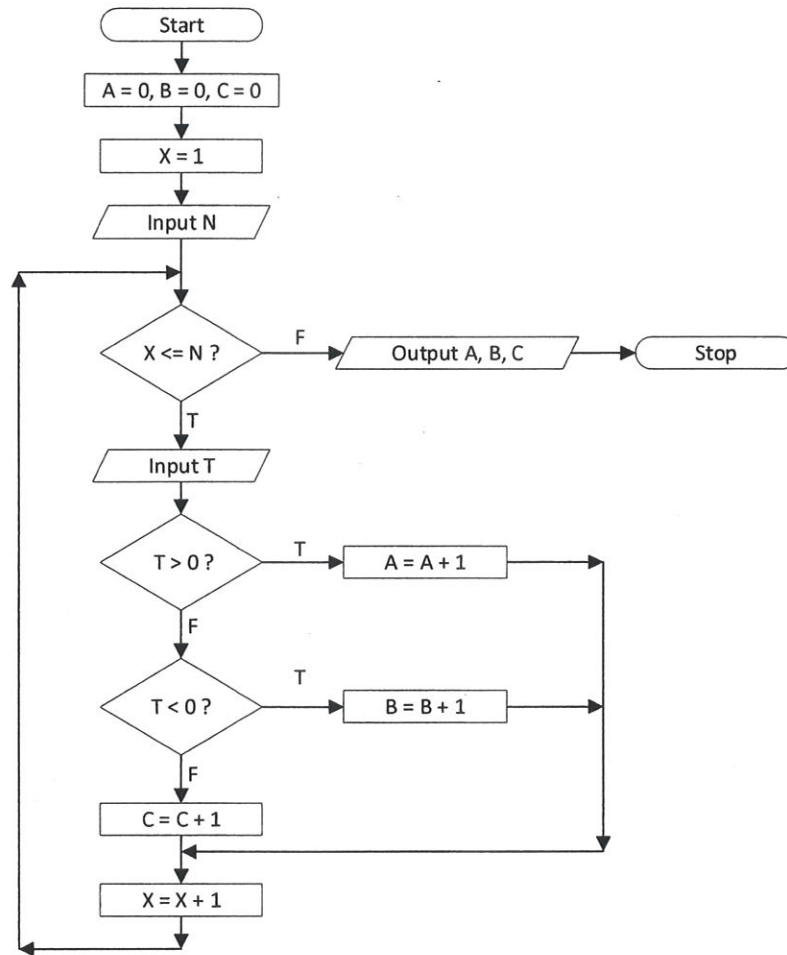 Start
A = 0, B = 0, C = 0
X = 1
Input N
X <= N ?
F
Output A, B, C
Stop
T
Input T
T > 0 ?
T
A = A + 1
F
T < 0 ?
T
B = B + 1
F
C = C + 1
X = X + 1